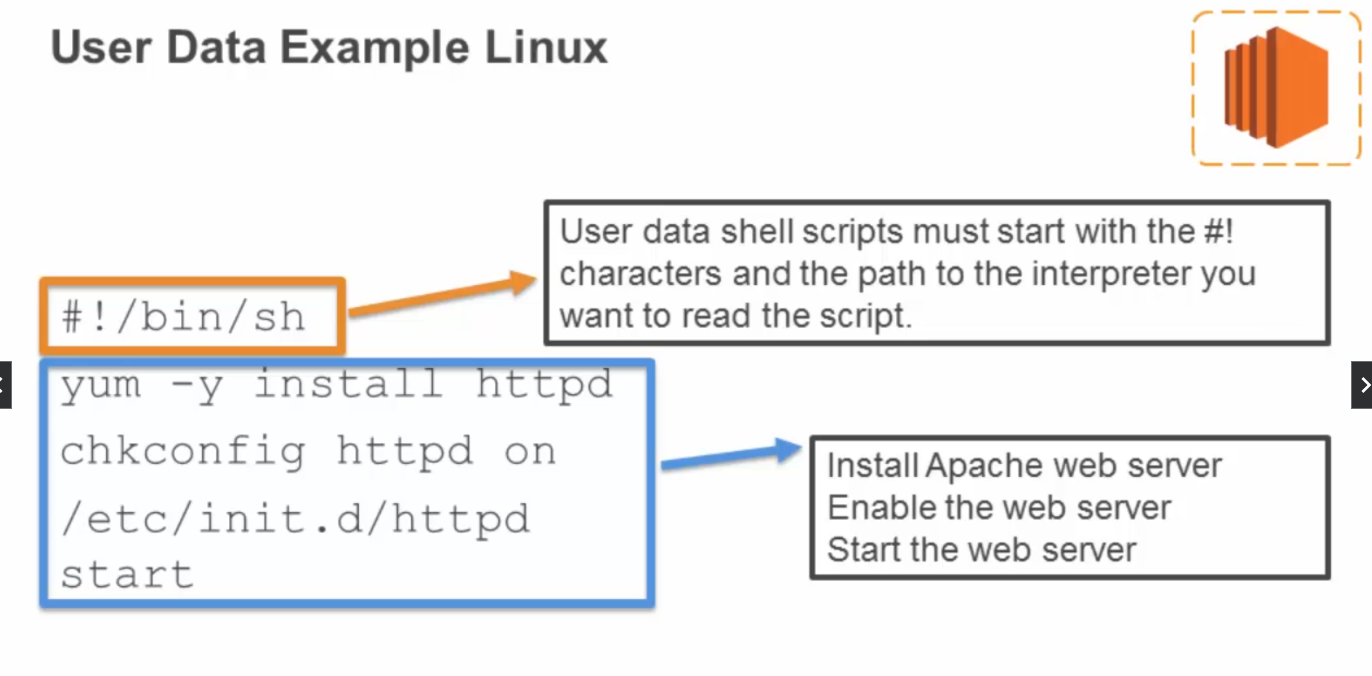 User Data Example Linux
User data shell scripts must start with the #!
characters and the path to the interpreter you
want to read the script.
#!/bin/sh
yum -y install httpd
chkconfig httpd on
/etc/init.d/httpd
start
Install Apache web server
Enable the web server
Start the web server